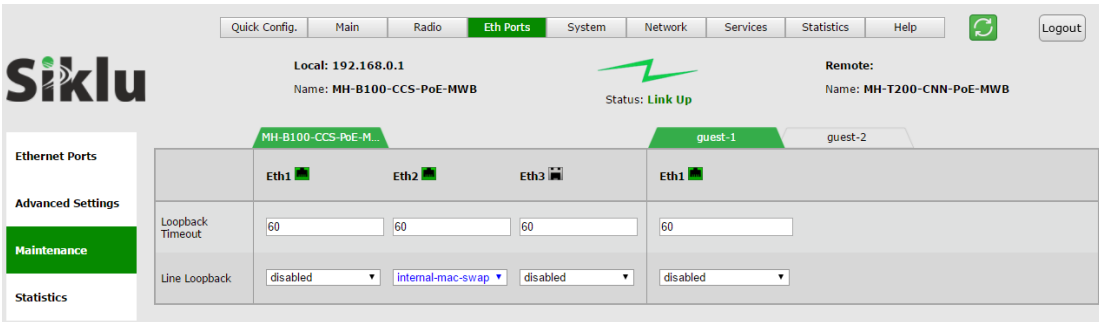 Quick Config. Main Radio Eth Ports System Network Services Statistics Help Logout
Siklu
Local: 192.168.0.1
Name: MH-B100-CCS-PoE-MWB
Status: Link Up
Remote:
Name: MH-T200-CNN-PoE-MWB
Ethernet Ports
Advanced Settings
Maintenance
Statistics
MH-B100-CCS-PoE-M... guest-1 guest-2
Eth1 Eth2 Eth3 Eth1
Loopback
Timeout
60 60 60 60
Line Loopback disabled internal-mac-swap disabled disabled